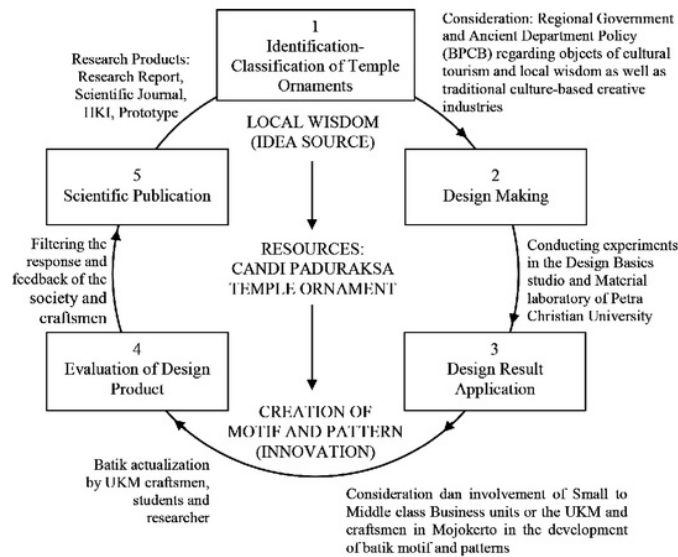 1
Identification-
Classification of Temple
Ornaments
Consideration: Regional Government
and Ancient Department Policy
(BPCB) regarding objects of cultural
tourism and local wisdom as well as
traditional culture-based creative
industries
Research Products:
Research Report,
Scientific Journal,
HKI, Prototype
LOCAL WISDOM
(IDEA SOURCE)
5
Scientific Publication
2
Design Making
Filtering the
response and
feedback of the
society and
craftsmen
RESOURCES:
CANDI PADURAKSA
TEMPLE ORNAMENT
Conducting experiments
in the Design Basics
studio and Material
laboratory of Petra
Christian University
4
Evaluation of Design
Product
3
Design Result
Application
CREATION OF
MOTIF AND PATTERN
(INNOVATION)
Batik actualization
by UKM craftsmen,
students and
researcher
Consideration dan involvement of Small to
Middle class Business units or the UKM and
craftsmen in Mojokerto in the development
of batik motif and patterns